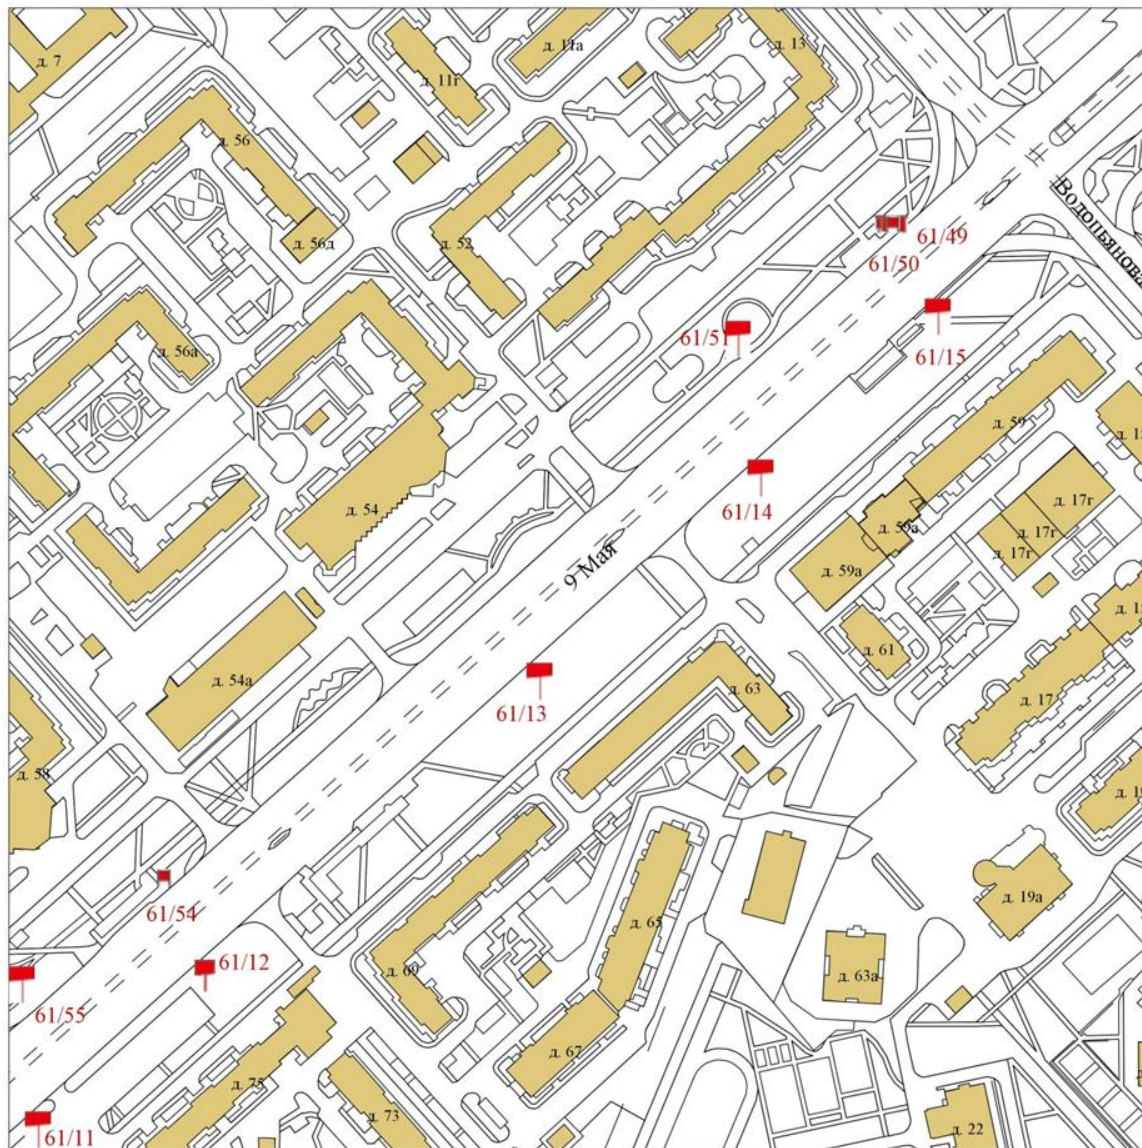 д. 7
д. 11г
д. 11а
д. 13
д. 56
д. 56д
д. 52
Водопьянова
61/49
61/50
61/51
61/15
д. 56а
д. 59
д. 54
61/14
д. 17г
д. 17г
д. 17г
д. 59а
д. 59а
9 Мая
д. 61
д. 54а
61/13
д. 63
д. 17
д. 58
61/54
д. 65
д. 19а
61/12
д. 69
д. 63а
61/55
д. 67
д. 75
д. 73
61/11
д. 22